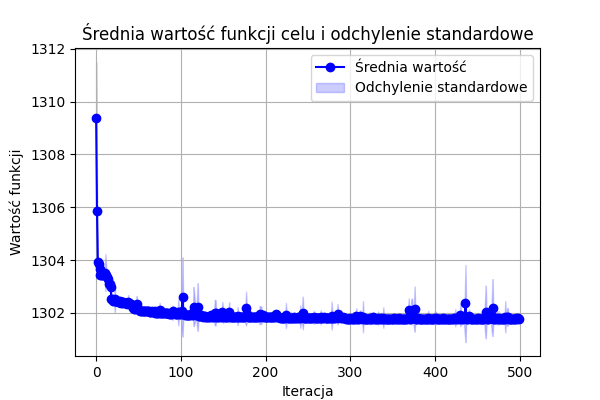 Średnia wartość funkcji celu i odchylenie standardowe
Średnia wartość
Odchylenie standardowe
Wartość funkcji
1312
1310
1308
1306
1304
1302
0 100 200 300 400 500
Iteracja